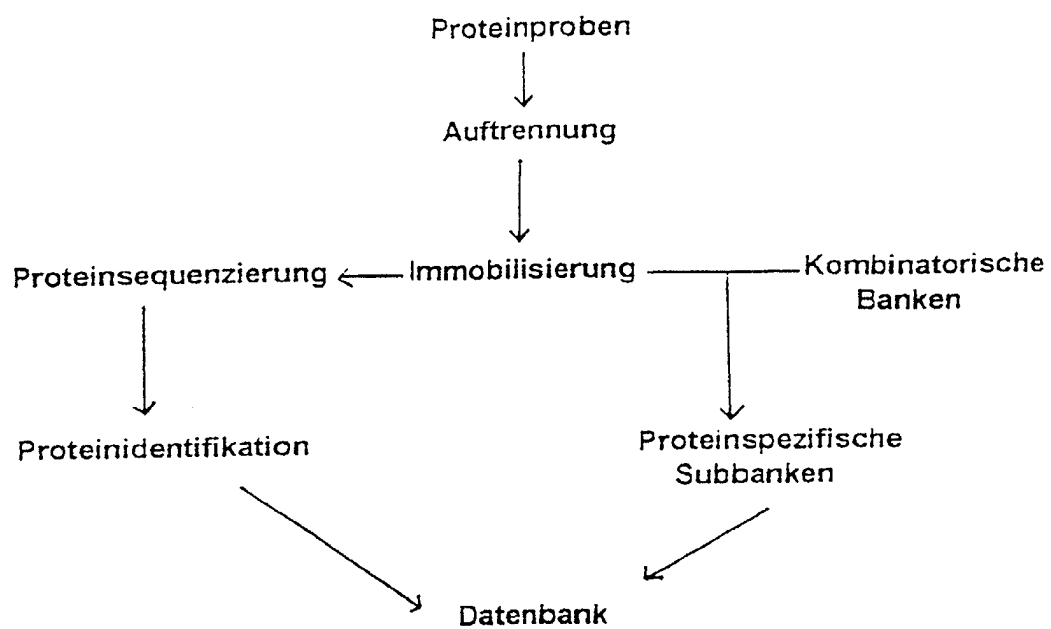 Proteinproben
Auftrennung
Proteinsequenzierung
Immobilisierung
Kombinatorische
Banken
Proteinidentifikation
Proteinspezifische
Subbanken
Datenbank